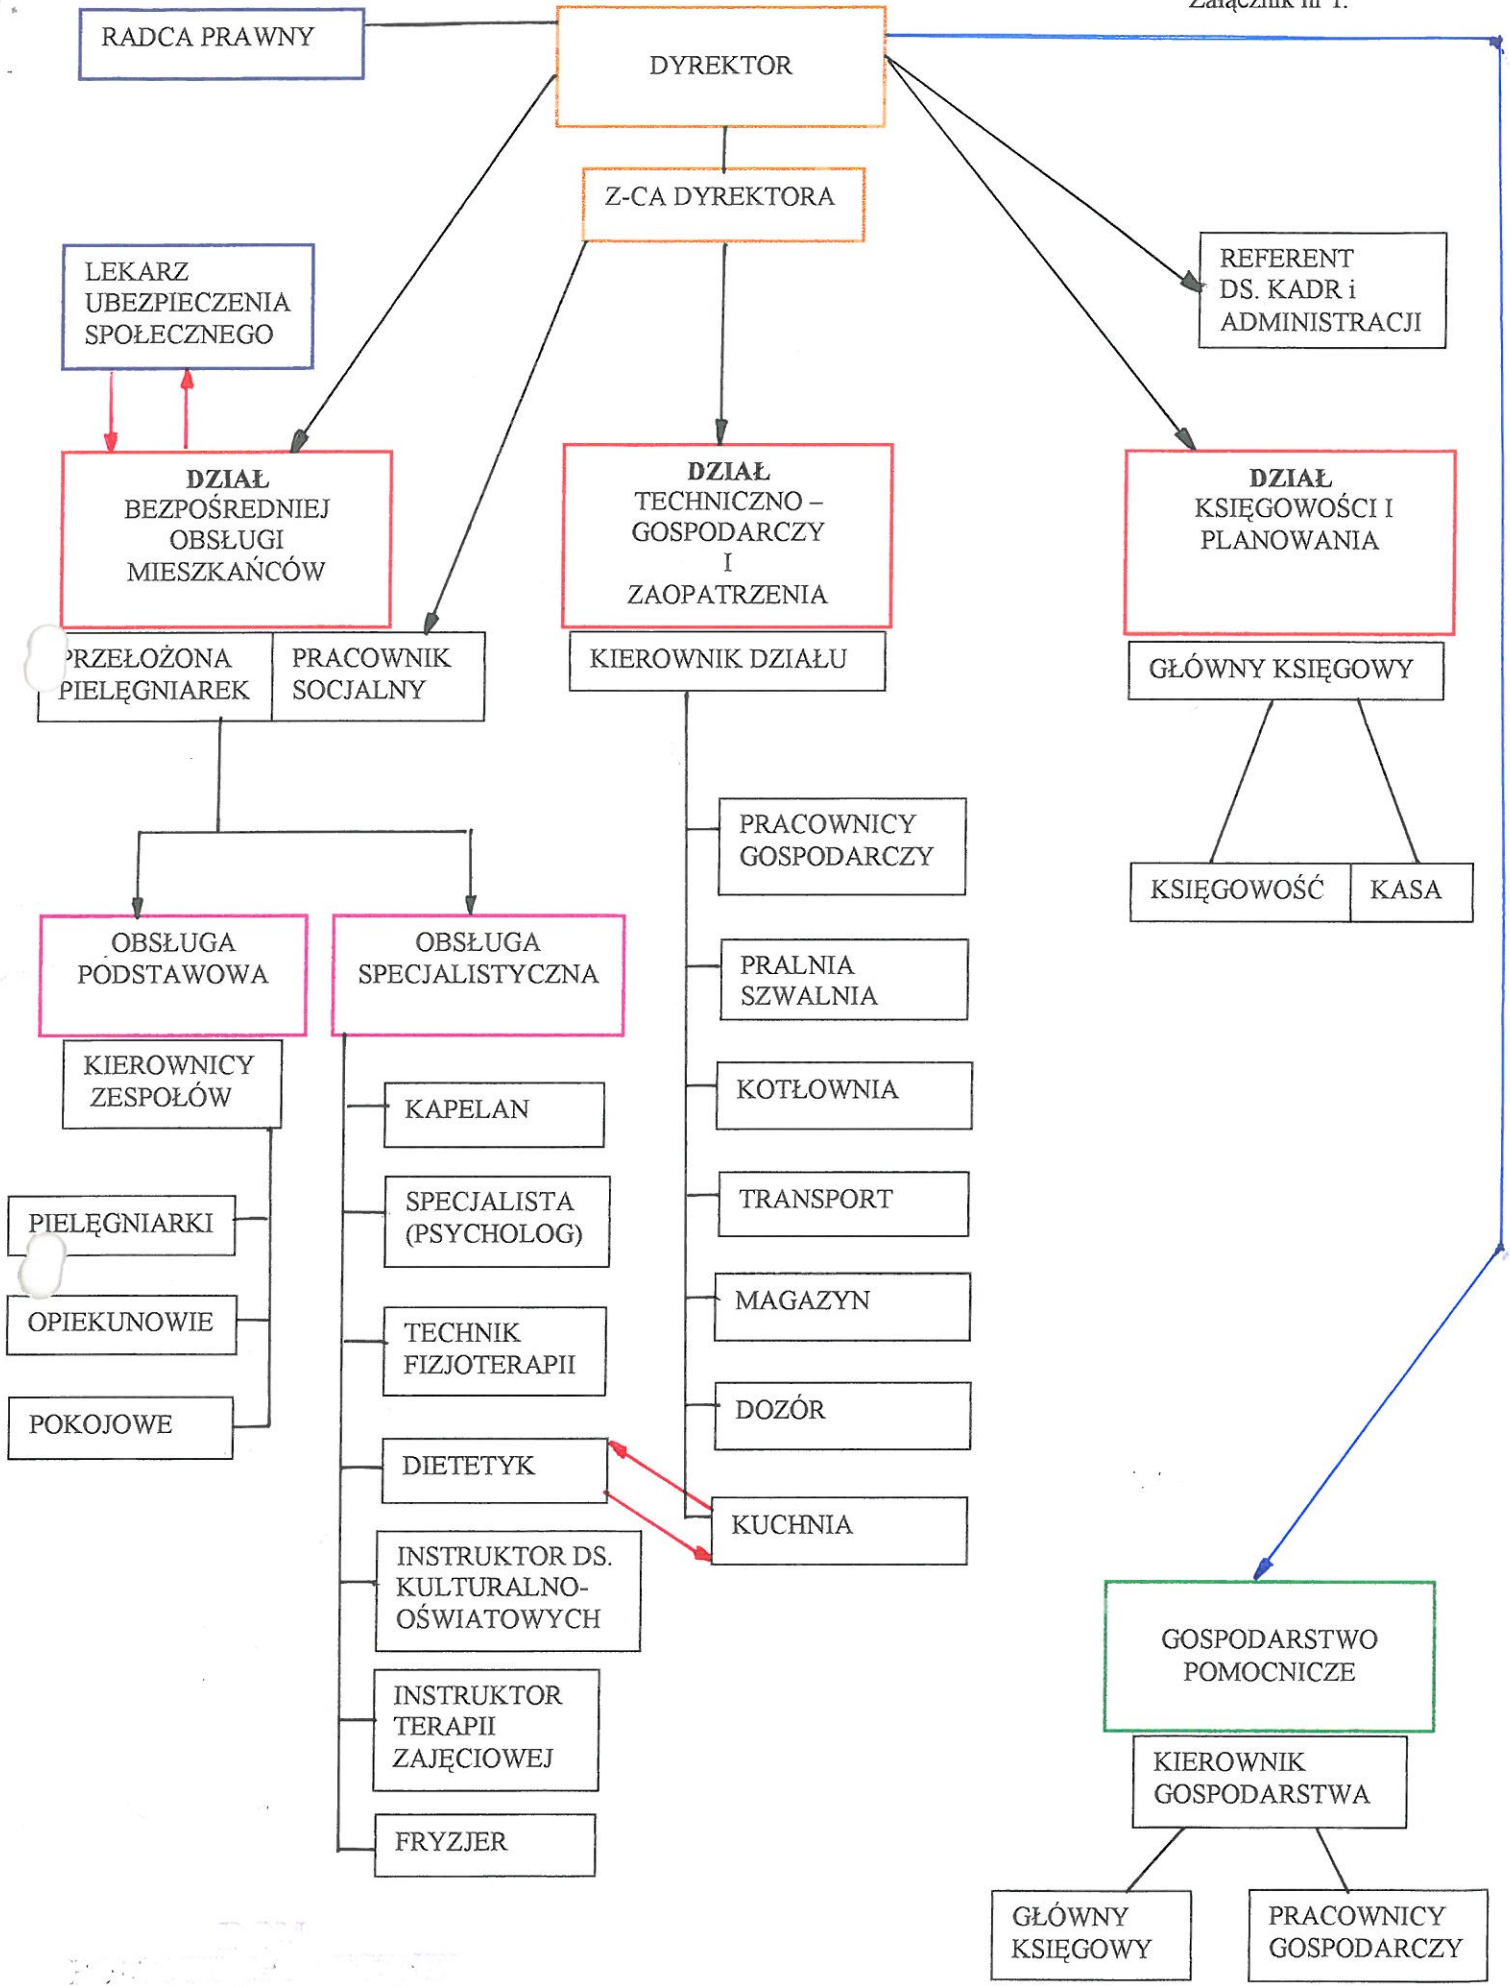 Załącznik nr 1.
RADCA PRAWNY
DYREKTOR
Z-CA DYREKTORA
LEKARZ
UBEZPIECZENIA
SPOŁECZNEGO
REFERENT
DS. KADR i
ADMINISTRACJI
DZIAŁ
BEZPOŚREDNIEJ
OBSŁUGI
MIESZKAŃCÓW
DZIAŁ
TECHNICZNO –
GOSPODARCZY
I
ZAOPATRZENIA
DZIAŁ
KSIĘGOWOŚCI I
PLANOWANIA
PRZEŁOŻONA
PIELĘGNIAREK
PRACOWNIK
SOCJALNY
KIEROWNIK DZIAŁU
GŁÓWNY KSIĘGOWY
PRACOWNICY
GOSPODARCZY
KSIĘGOWOŚĆ
KASA
OBSŁUGA
PODSTAWOWA
OBSŁUGA
SPECJALISTYCZNA
PRALNIA
SZWALNIA
KIEROWNICY
ZESPOŁÓW
KAPELAN
KOTŁOWNIA
PIELĘGNIARKI
SPECJALISTA
(PSYCHOLOG)
TRANSPORT
OPIEKUNOWIE
TECHNIK
FIZJOTERAPII
MAGAZYN
POKOJOWE
DOZÓR
DIETETYK
KUCHNIA
INSTRUKTOR DS.
KULTURALNO-
OŚWIATOWYCH
GOSPODARSTWO
POMOCNICZE
INSTRUKTOR
TERAPII
ZAJĘCIOWEJ
KIEROWNIK
GOSPODARSTWA
FRYZJER
GŁÓWNY
KSIĘGOWY
PRACOWNICY
GOSPODARCZY